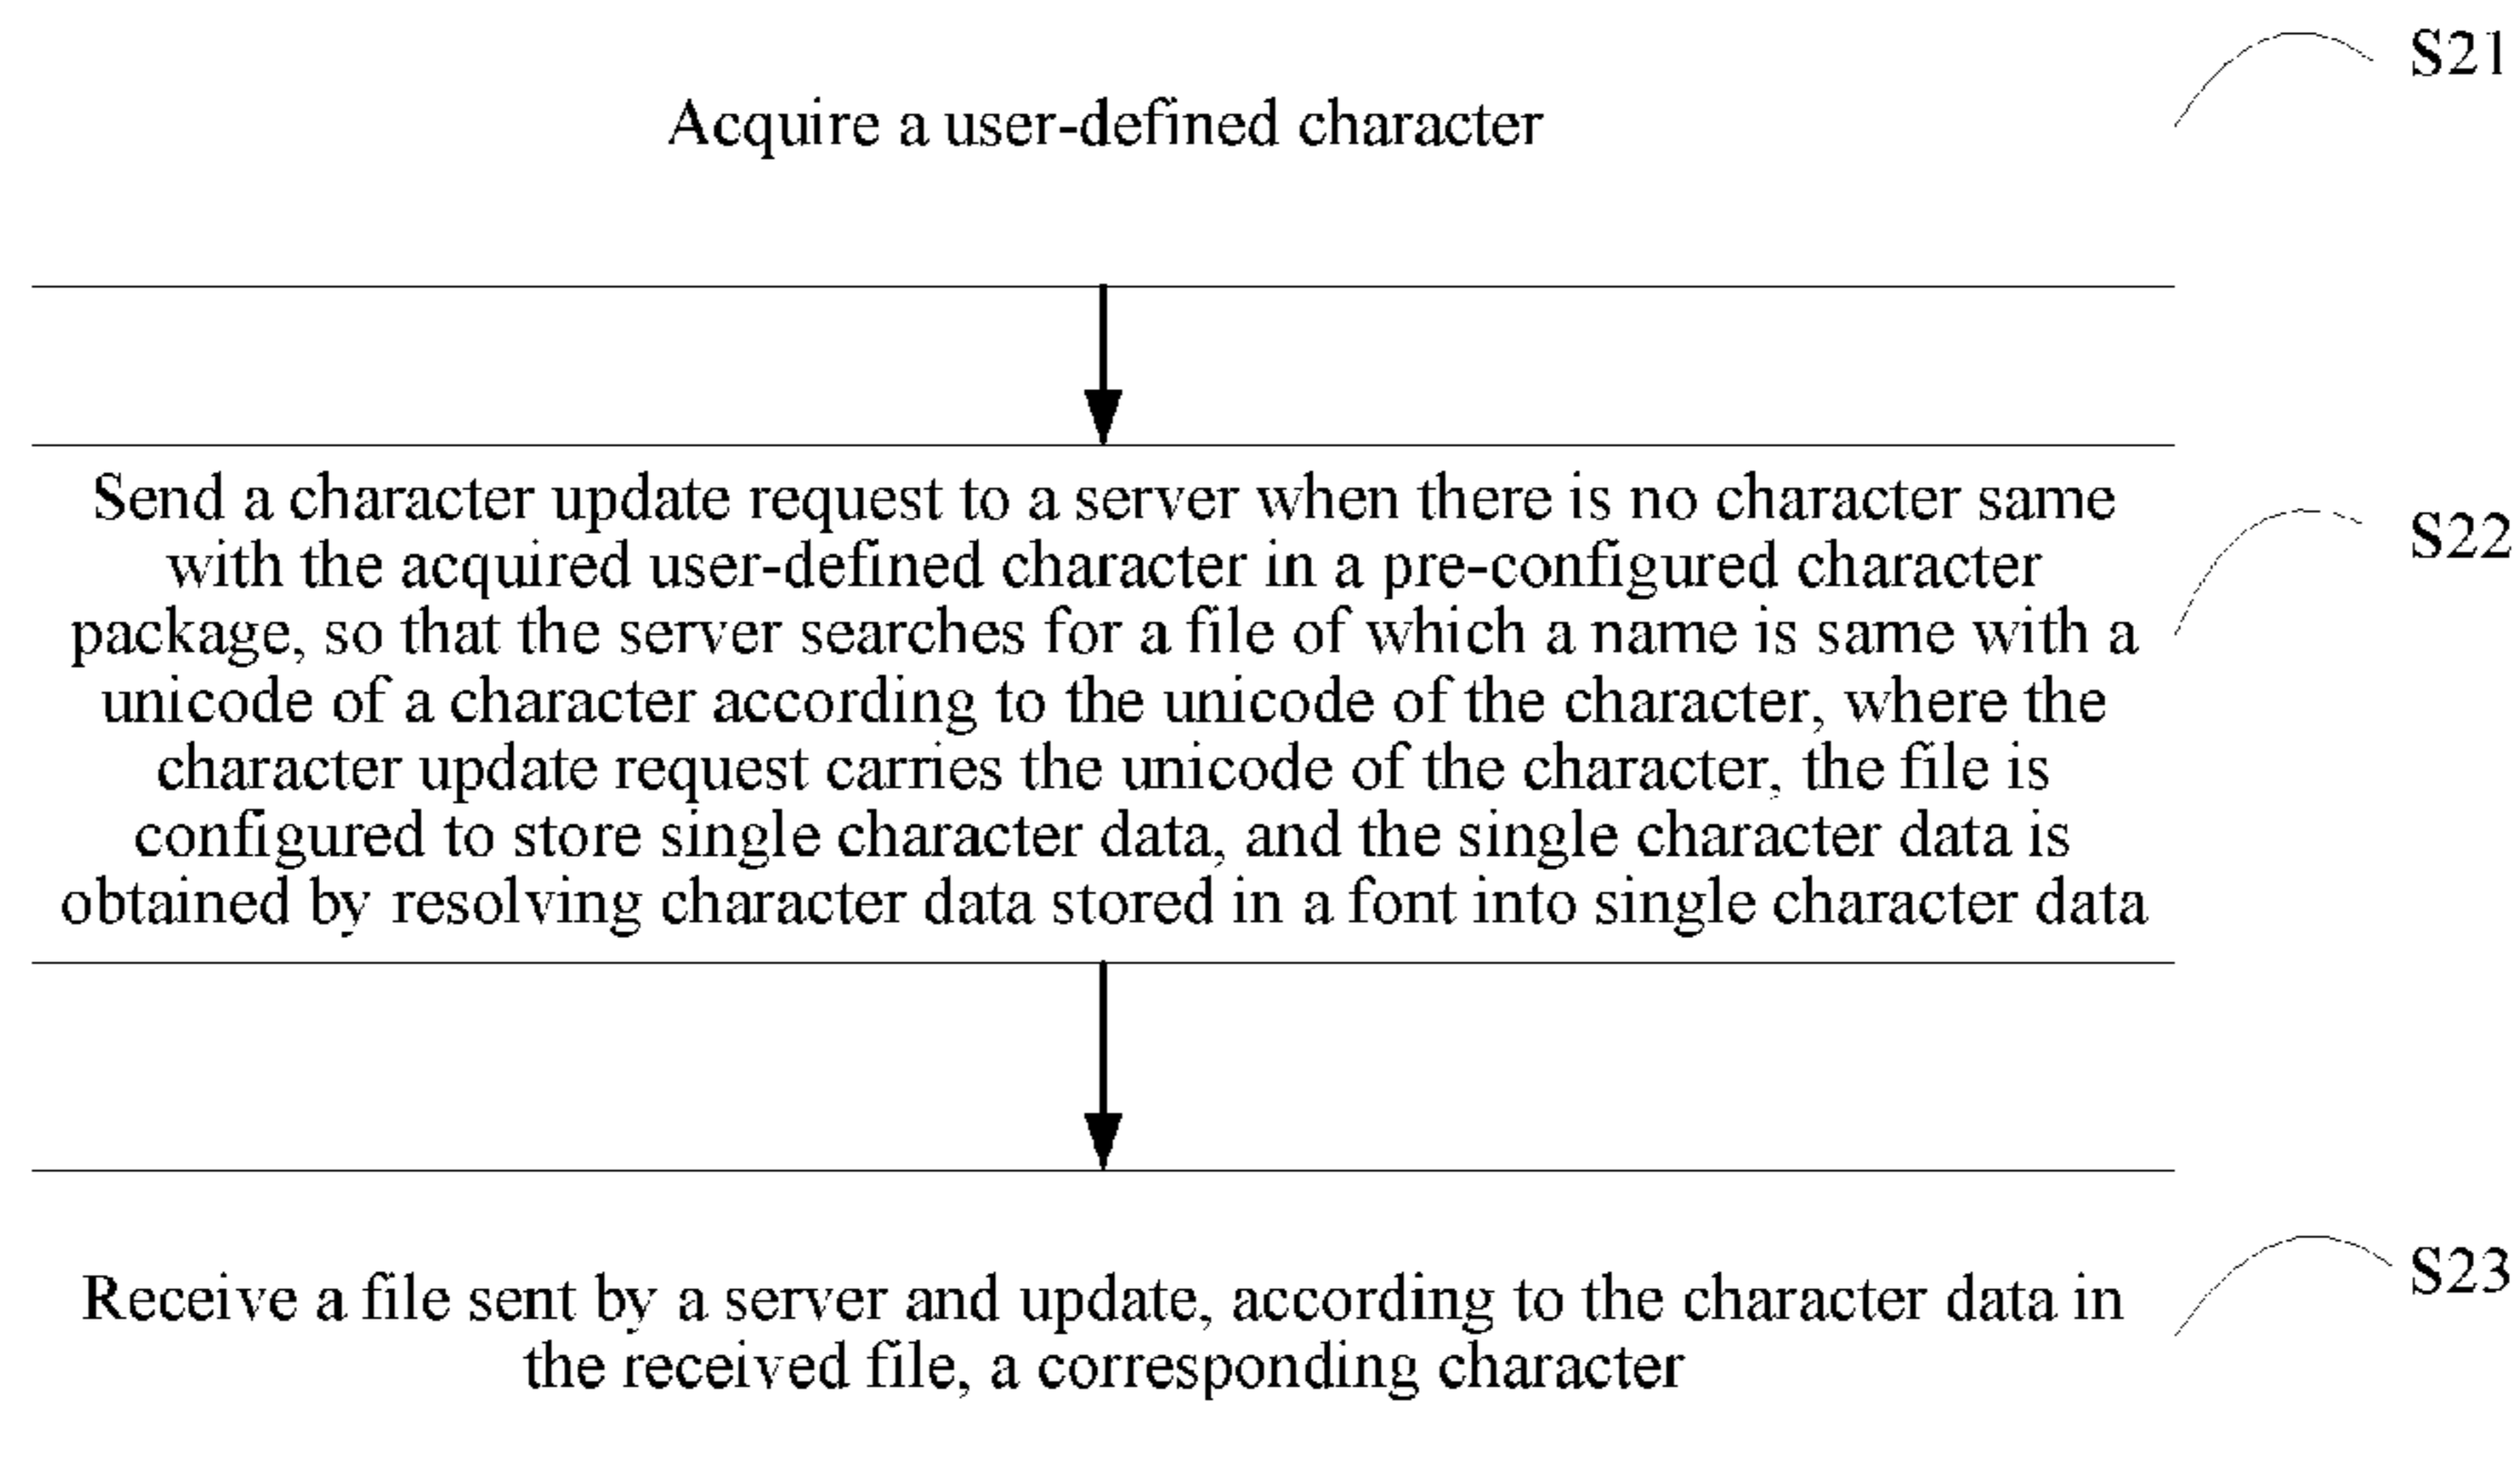 S21
Acquire a user-defined character
Send a character update request to a server when there is no character same
with the acquired user-defined character in a pre-configured character
S22
package, so that the server searches for a file of which a name is same with a
unicode of a character according to the unicode of the character, where the
character update request carries the unicode of the character, the file is
configured to store single character data, and the single character data is
obtained by resolving character data stored in a font into single character data
S23
Receive a file sent by a server and update, according to the character data in
the received file, a corresponding character